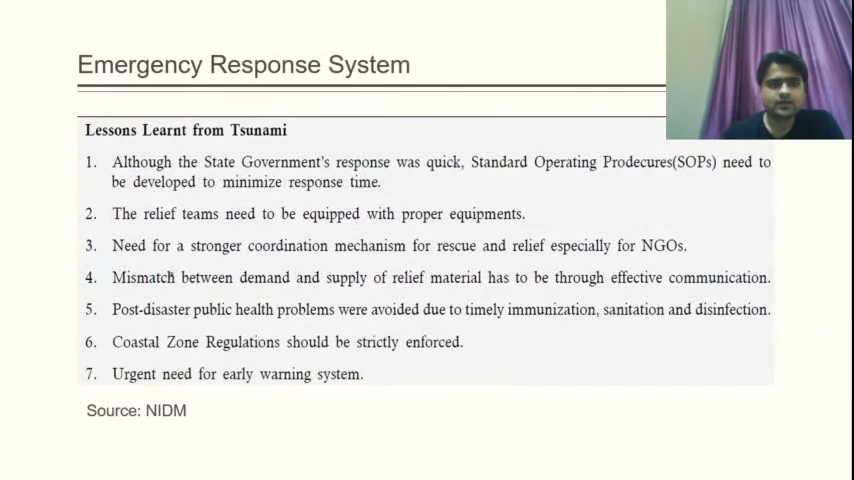 Emergency Response System
Lessons Learnt from Tsunami
1. Although the State Government's response was quick, Standard Operating Prodecures(SOPs) need to
be developed to minimize response time.
2. The relief teams need to be equipped with proper equipments.
3. Need for a stronger coordination mechanism for rescue and relief especially for NGOs.
4. Mismatch between demand and supply of relief material has to be through effective communication.
5. Post-disaster public health problems were avoided due to timely immunization, sanitation and disinfection.
6. Coastal Zone Regulations should be strictly enforced.
7. Urgent need for early warning system.
Source: NIDM